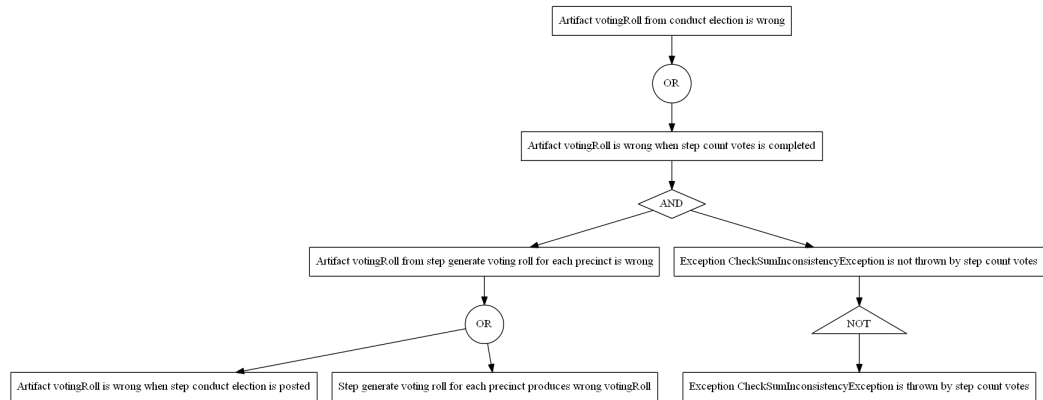 Artifact votingRoll from conduct election is wrong
OR
Artifact votingRoll is wrong when step count votes is completed
AND
Artifact votingRoll from step generate voting roll for each precinct is wrong
Exception CheckSumInconsistencyException is not thrown by step count votes
OR
NOT
Artifact votingRoll is wrong when step conduct election is posted
Step generate voting roll for each precinct produces wrong votingRoll
Exception CheckSumInconsistencyException is thrown by step count votes